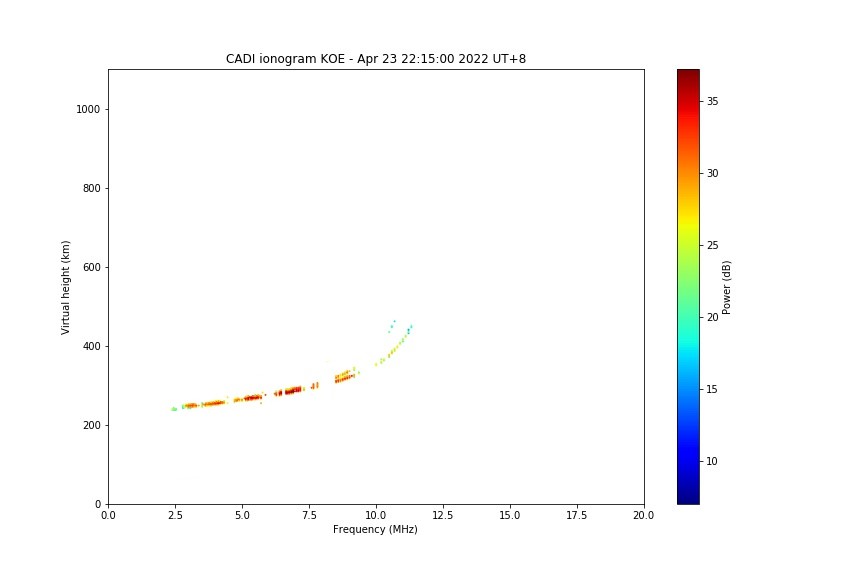 CADI ionogram KOE - Apr 23 22:15:00 2022 UT+8
1000
800
600
400
200
0
Virtual height (km)
0.0 2.5 5.0 7.5 10.0 12.5 15.0 17.5 20.0
Frequency (MHz)
35
30
25
20
15
10
Power (dB)